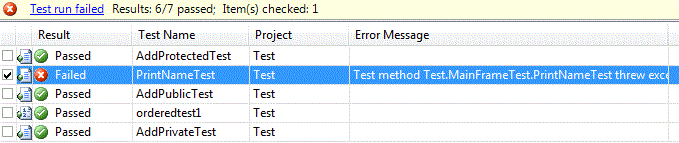 Test run failed Results: 6/7 passed; Item(s) checked: 1
Result Test Name Project Error Message
Passed AddProtectedTest Test
Failed PrintNameTest Test Test method Test.MainFrameTest.PrintNameTest threw exce
Passed AddPublicTest Test
Passed orderedtest1 Test
Passed AddPrivateTest Test